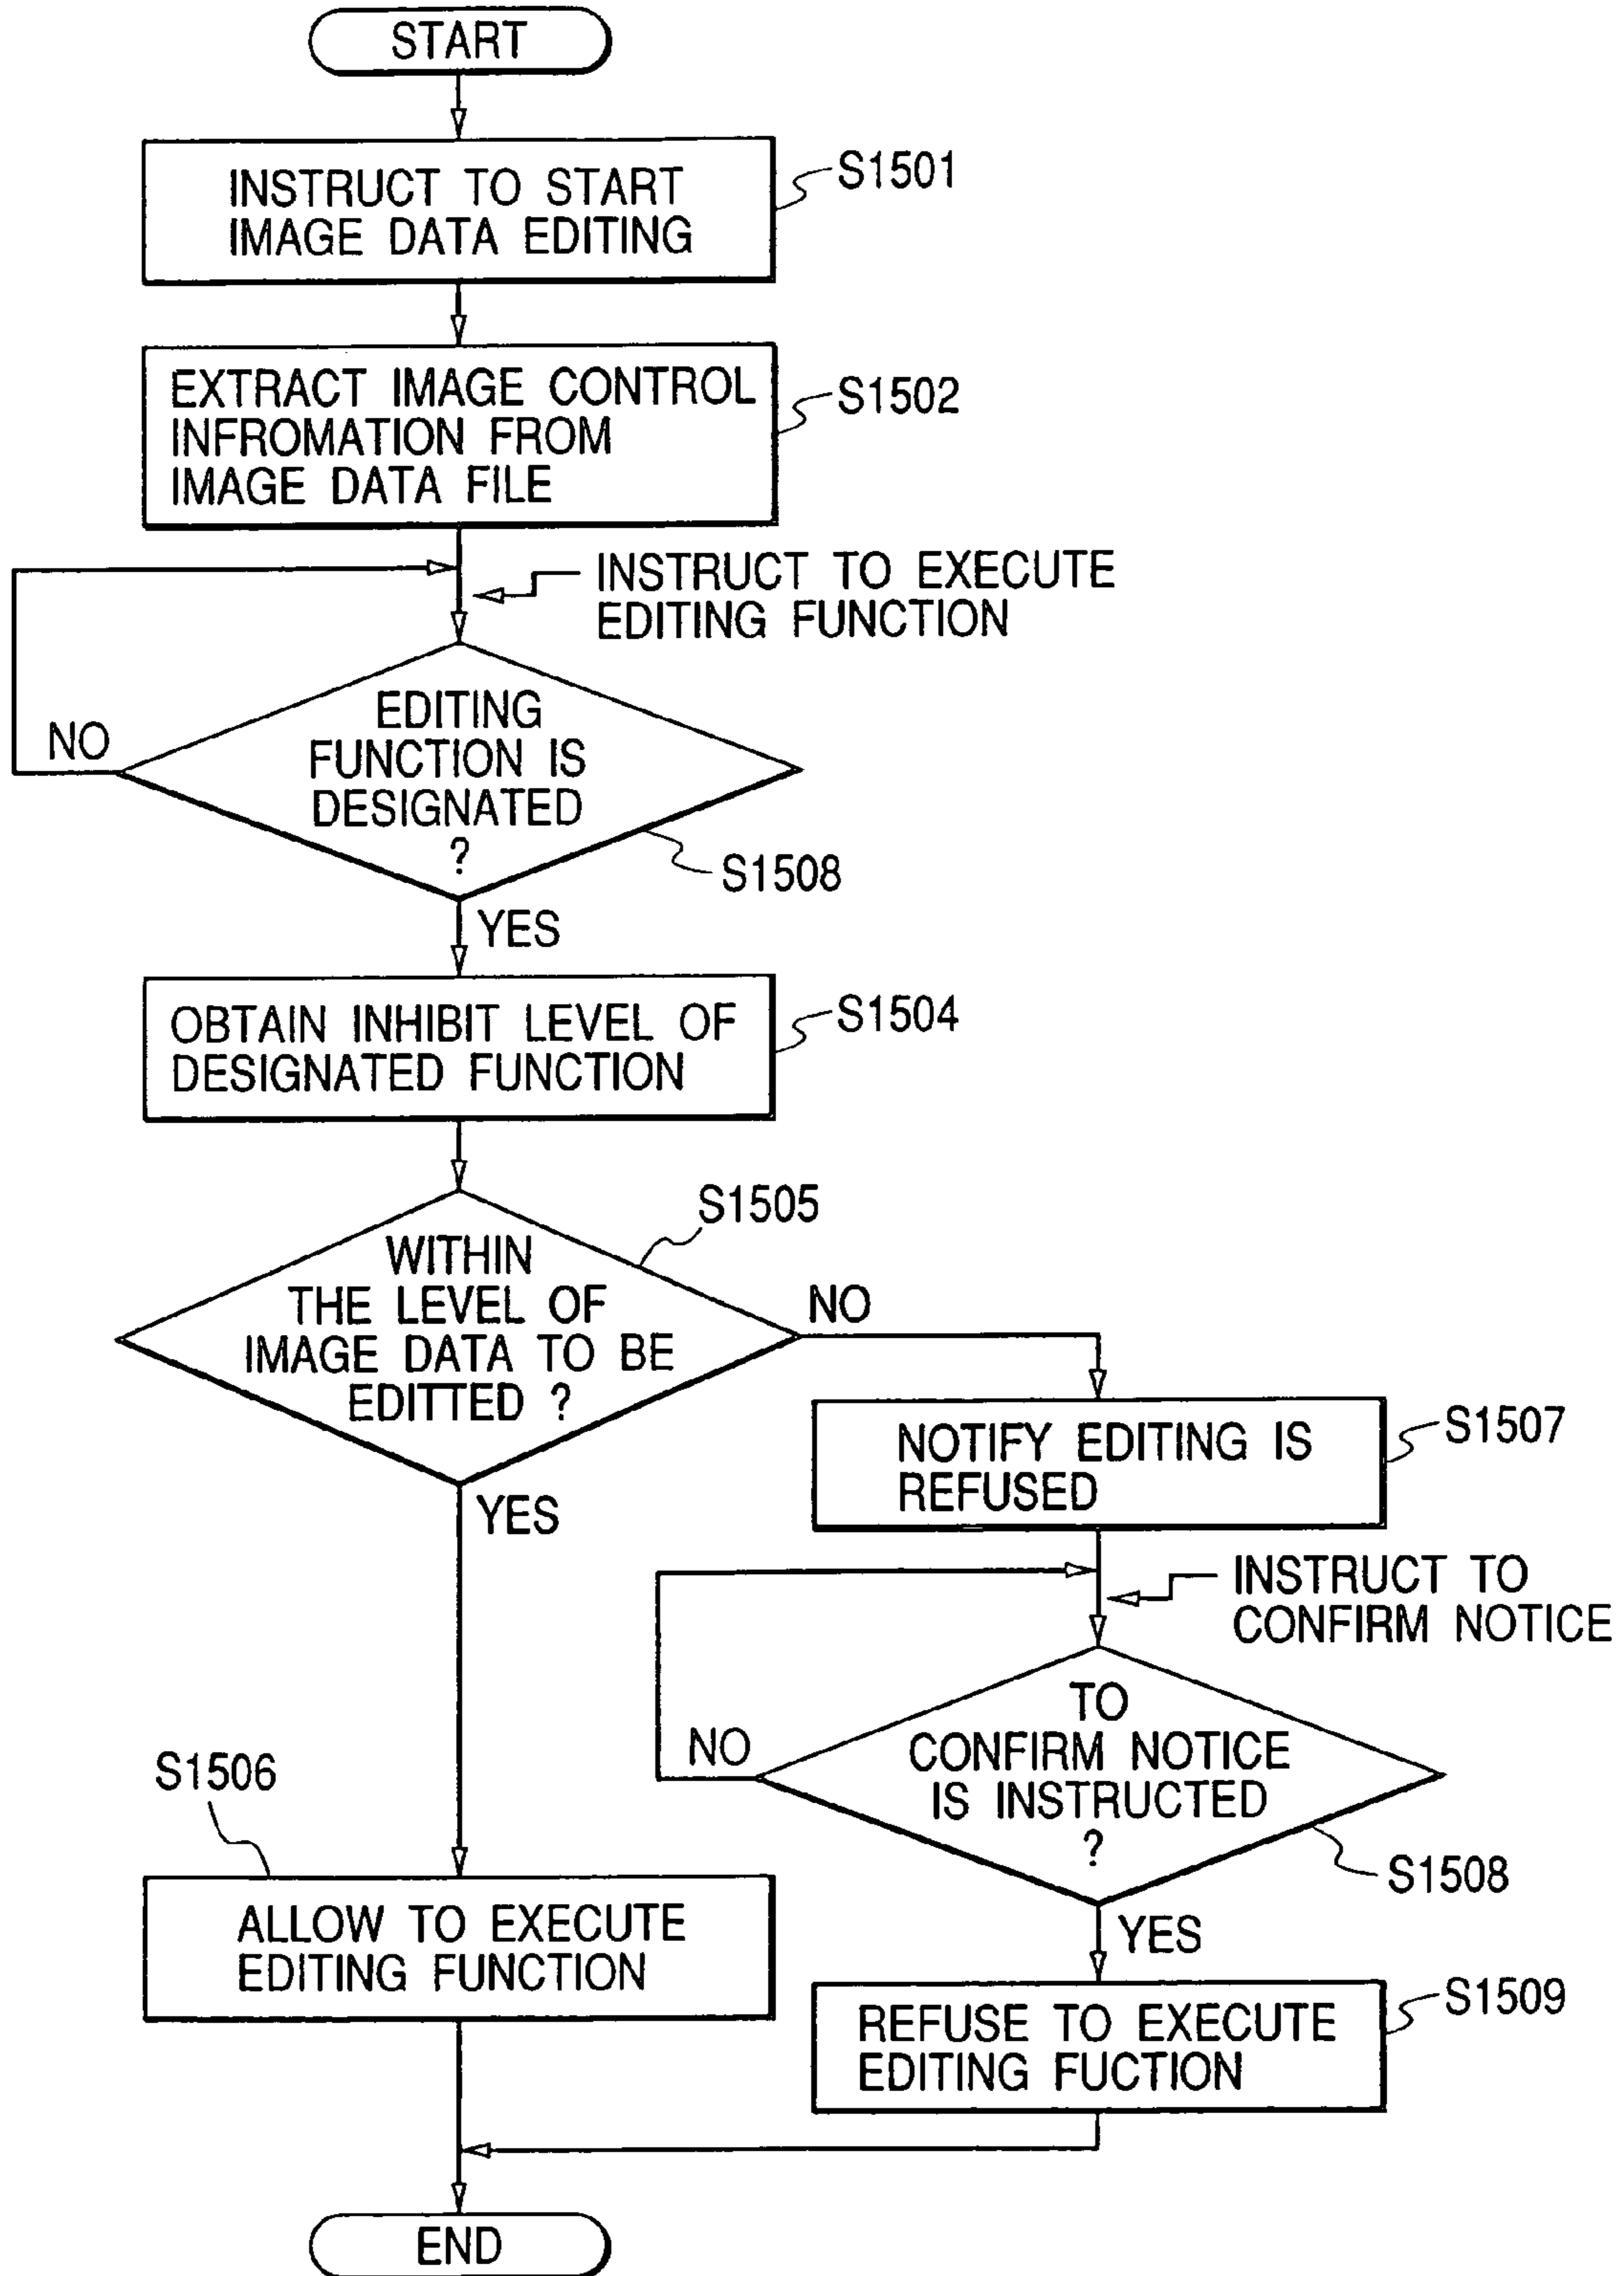 START
INSTRUCT TO START
IMAGE DATA EDITING
S1501
EXTRACT IMAGE CONTROL
INFROMATION FROM
IMAGE DATA FILE
S1502
INSTRUCT TO EXECUTE
EDITING FUNCTION
EDITING
FUNCTION IS
DESIGNATED
?
NO
S1508
YES
OBTAIN INHIBIT LEVEL OF
DESIGNATED FUNCTION
S1504
S1505
WITHIN
THE LEVEL OF
IMAGE DATA TO BE
EDITTED ?
NO
YES
NOTIFY EDITING IS
REFUSED
S1507
INSTRUCT TO
CONFIRM NOTICE
TO
CONFIRM NOTICE
IS INSTRUCTED
?
NO
S1508
YES
S1506
ALLOW TO EXECUTE
EDITING FUNCTION
REFUSE TO EXECUTE
EDITING FUCTION
S1509
END